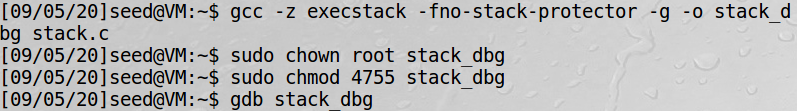 [09/05/20]seed@VM:~$ gcc -z execstack -fno-stack-protector -g -o stack_d
bg stack.c
[09/05/20]seed@VM:~$ sudo chown root stack_dbg
[09/05/20]seed@VM:~$ sudo chmod 4755 stack_dbg
[09/05/20]seed@VM:~$ gdb stack_dbg